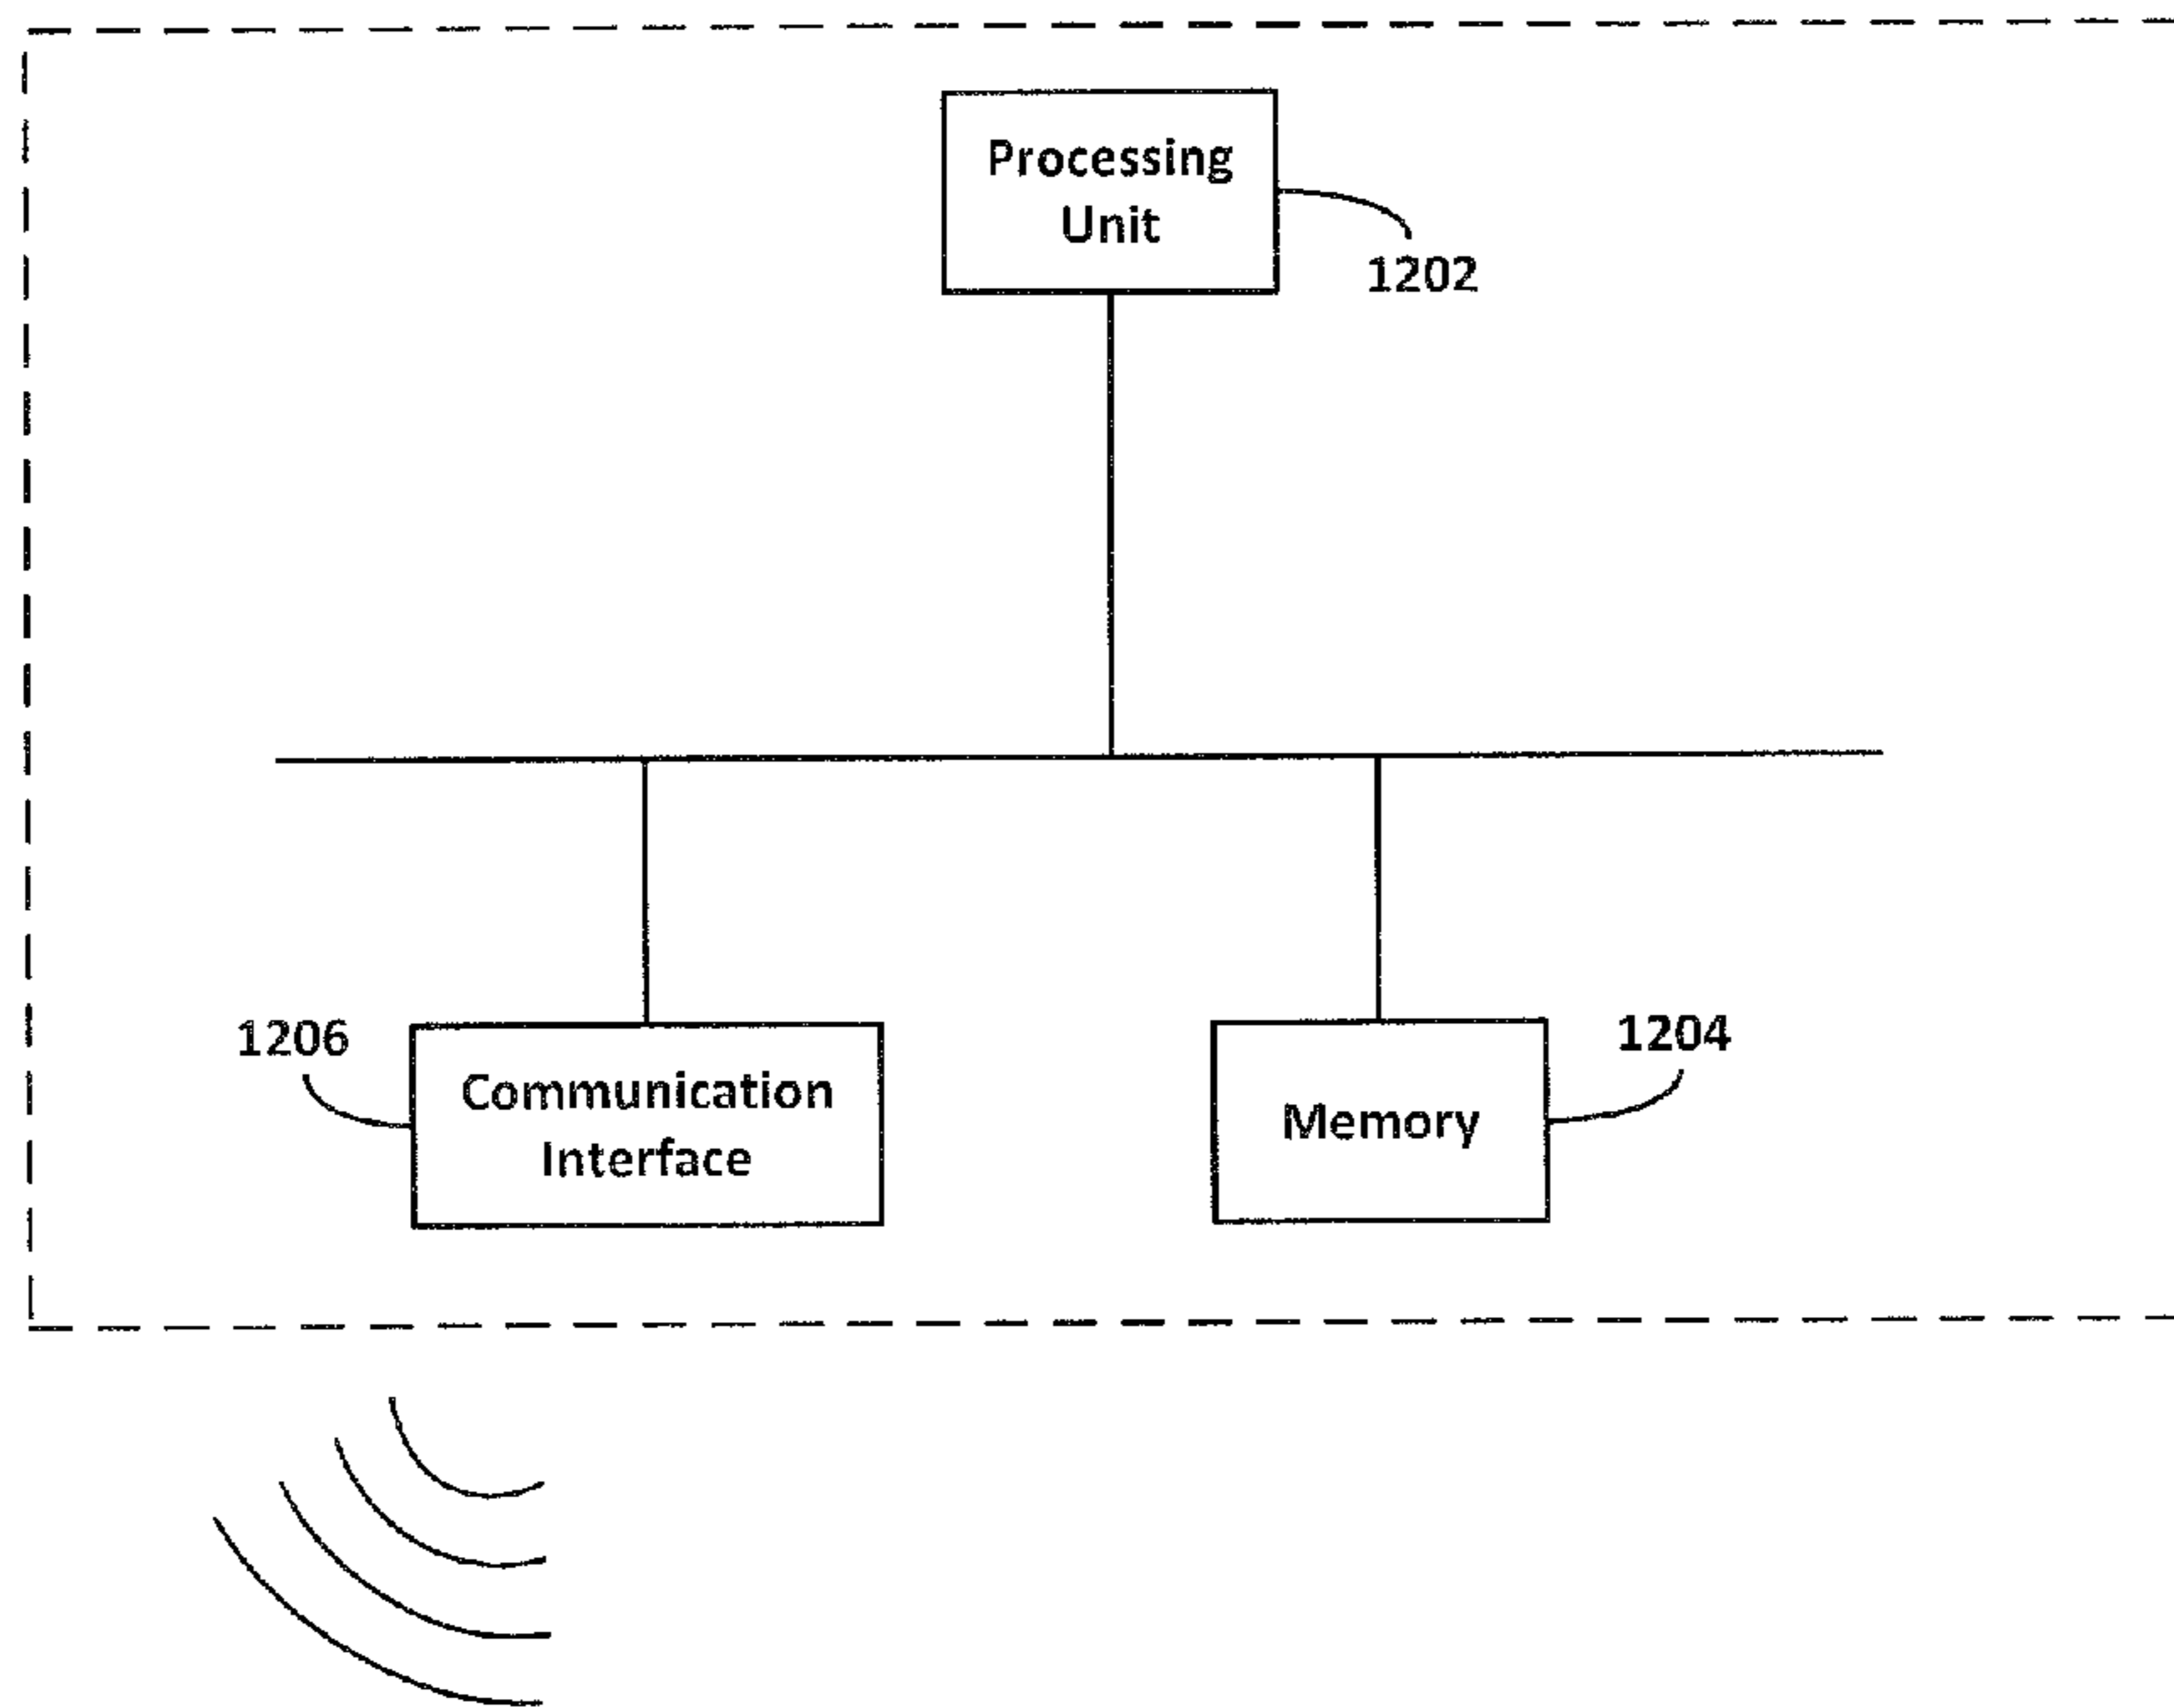 Processing
Unit
1202
1206
Communication
Interface
Memory
1204